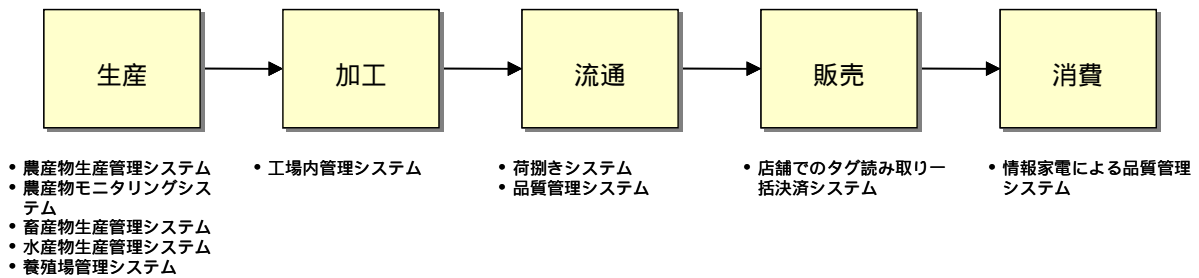 生産
加工
流通
販売
消費
• 農産物生産管理システム
• 農産物モニタリングシス
テム
• 畜産物生産管理システム
• 水産物生産管理システム
• 養殖場管理システム
• 工場内管理システム
• 荷捌きシステム
• 品質管理システム
• 店舗でのタグ読み取り一
括決済システム
• 情報家電による品質管理
システム